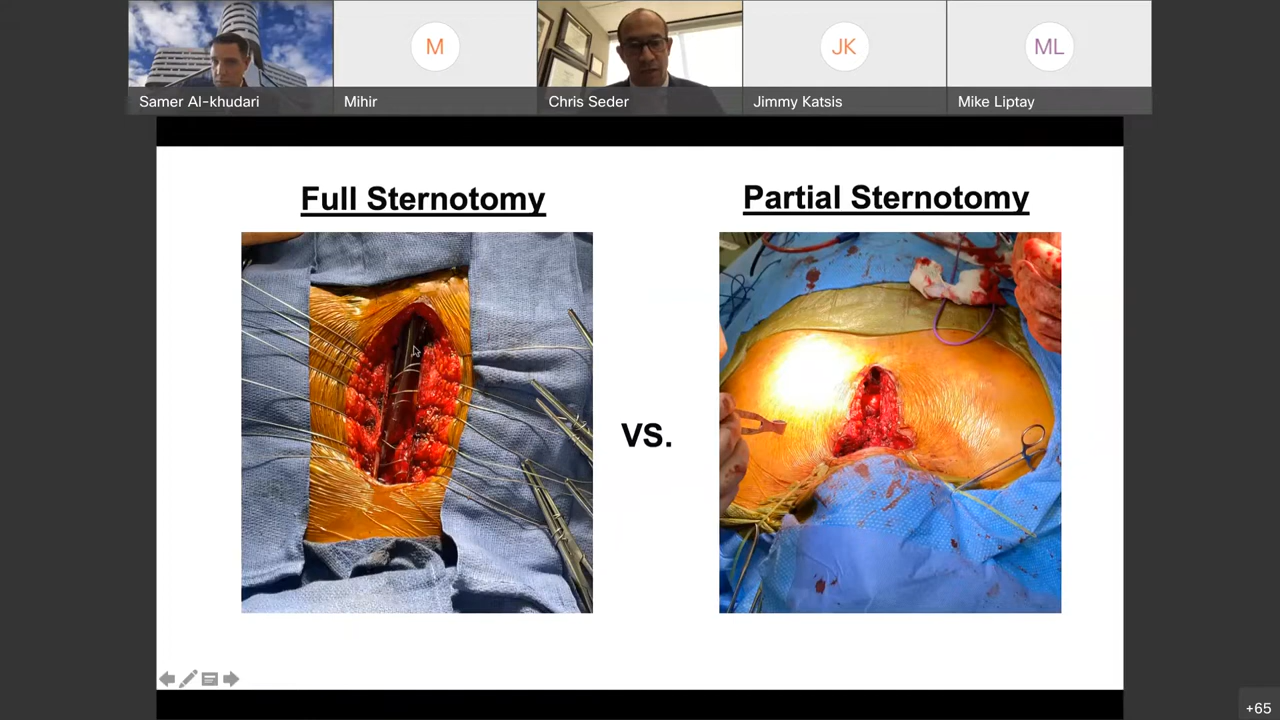 M
JK
ML
Samer Al-khudari
Mihir
Chris Seder
Jimmy Katsis
Mike Liptay
Full Sternotomy
Partial Sternotomy
VS.
+65